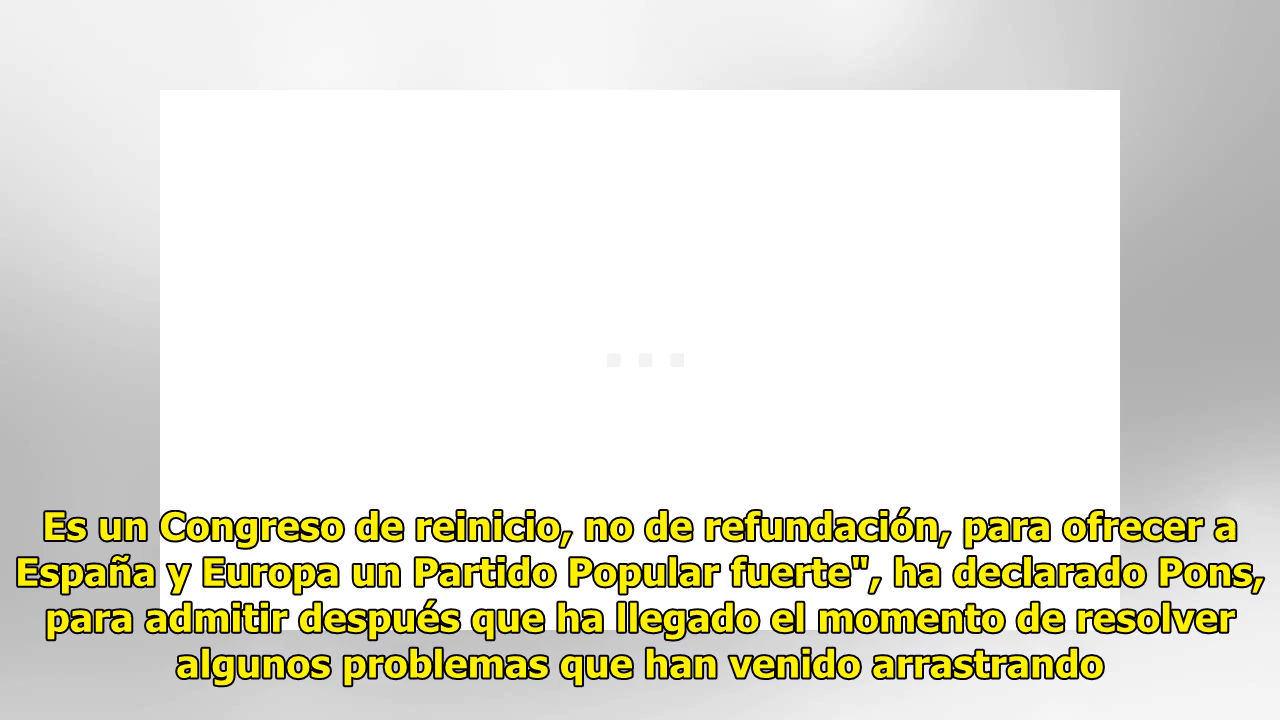 Es un Congreso de reinicio, no de refundación, para ofrecer a
España y Europa un Partido Popular fuerte", ha declarado Pons,
para admitir después que ha llegado el momento de resolver
algunos problemas que han venido arrastrando